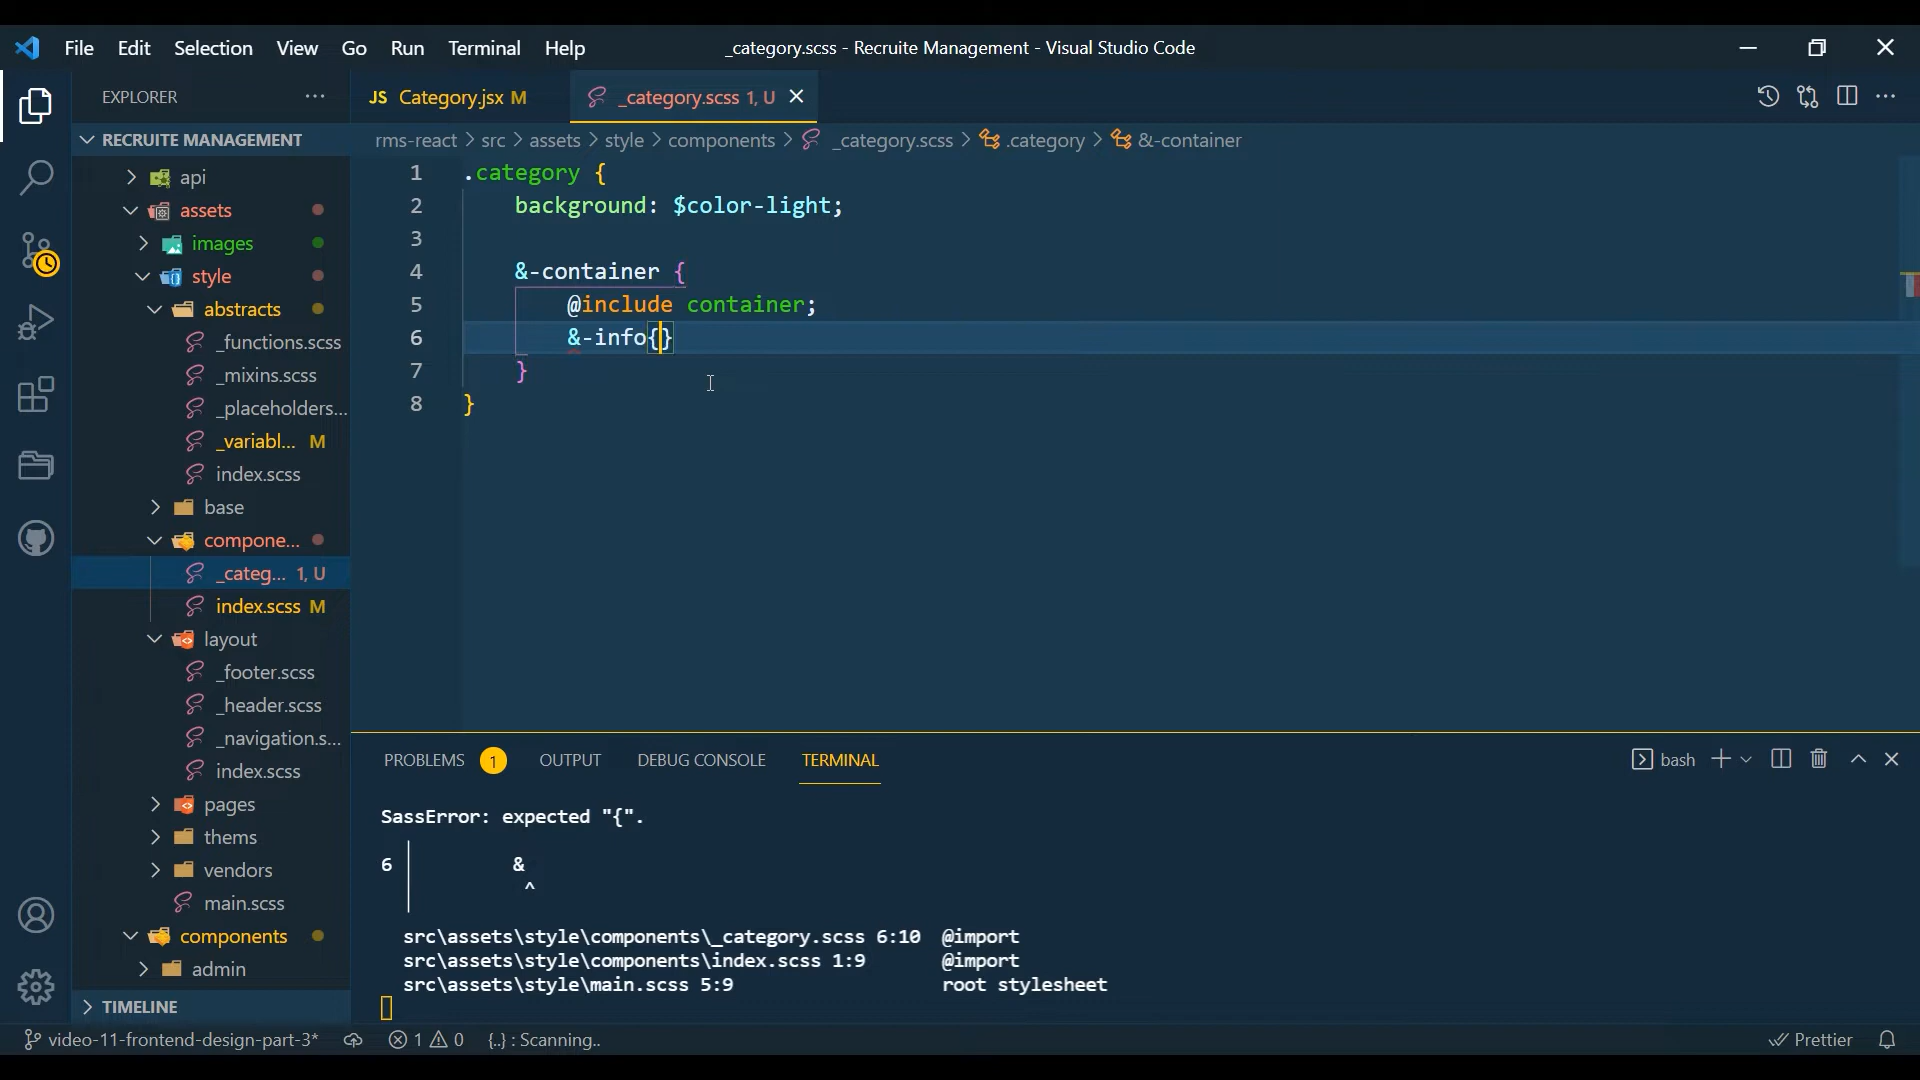 File Edit Selection View Go Run Terminal Help
_category.scss - Recruite Management - Visual Studio Code
EXPLORER ···
JS Category.jsx M
_category.scss 1, U
RECRUITE MANAGEMENT
rms-react > src > assets > style > components > _category.scss > .category > &-container
api
assets
images
style
abstracts
_functions.scss
_mixins.scss
_placeholders...
_variabl... M
index.scss
base
compone...
_categ... 1, U
index.scss M
layout
_footer.scss
_header.scss
_navigation.s...
index.scss
pages
thems
vendors
main.scss
components
admin
TIMELINE
1 .category {
2 background: $color-light;
3
4 &-container {
5 @include container;
6 &-info{}
7 }
8 }
PROBLEMS 1 OUTPUT DEBUG CONSOLE TERMINAL
bash
SassError: expected "{".
6 | &
| ^
src\assets\style\components\_category.scss 6:10 @import
src\assets\style\components\index.scss 1:9 @import
src\assets\style\main.scss 5:9 root stylesheet
video-11-frontend-design-part-3* 1 0 {..} : Scanning.. Prettier